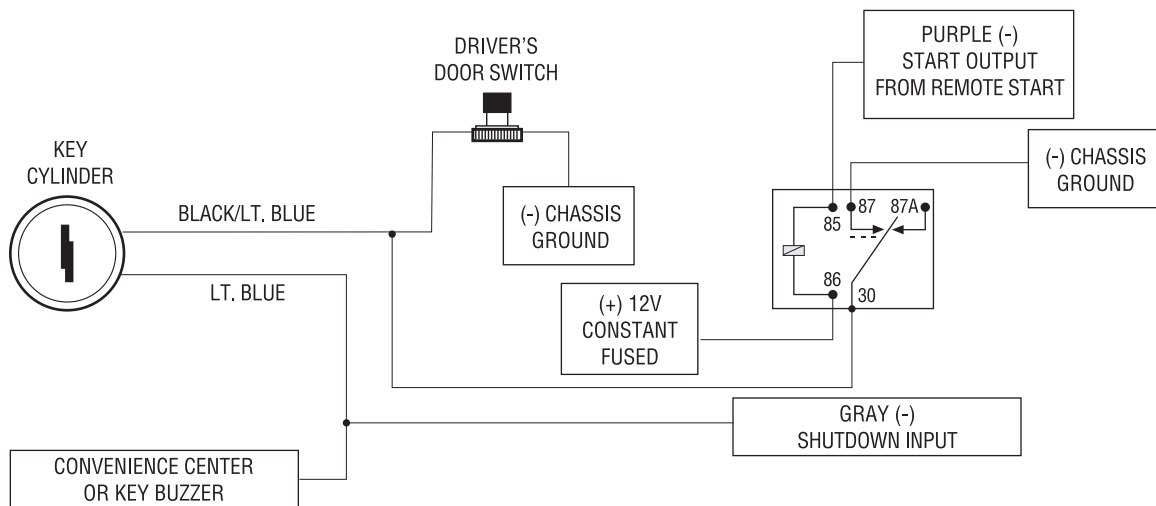 PURPLE (-)
START OUTPUT
FROM REMOTE START
DRIVER'S
DOOR SWITCH
KEY
CYLINDER
(-) CHASSIS
GROUND
BLACK/LT. BLUE
(-) CHASSIS
GROUND
87 87A
85
86
30
LT. BLUE
(+) 12V
CONSTANT
FUSED
GRAY (-)
SHUTDOWN INPUT
CONVENIENCE CENTER
OR KEY BUZZER